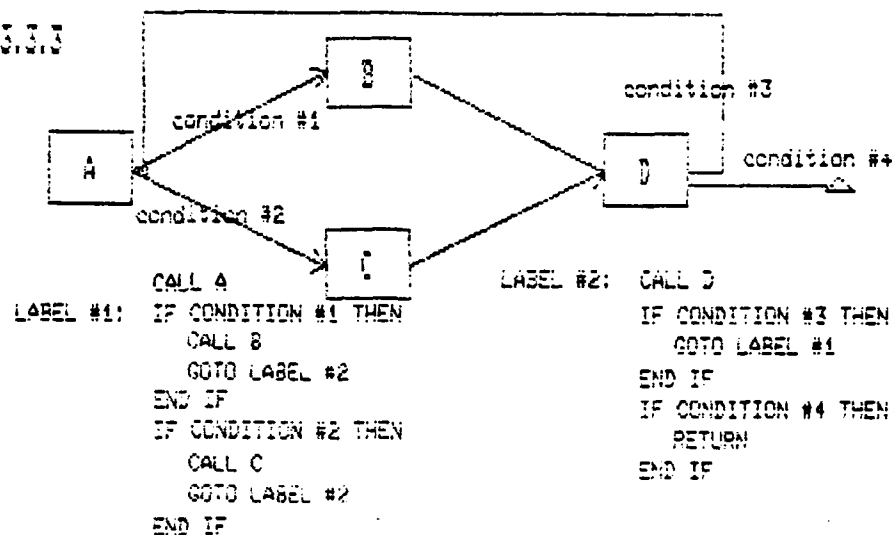 3.3.3
B
condition #3
condition #1
A
D
condition #4
condition #2
C
CALL A
LABEL #1: IF CONDITION #1 THEN
CALL B
GOTO LABEL #2
END IF
IF CONDITION #2 THEN
CALL C
GOTO LABEL #2
END IF
LABEL #2: CALL D
IF CONDITION #3 THEN
GOTO LABEL #1
END IF
IF CONDITION #4 THEN
RETURN
END IF